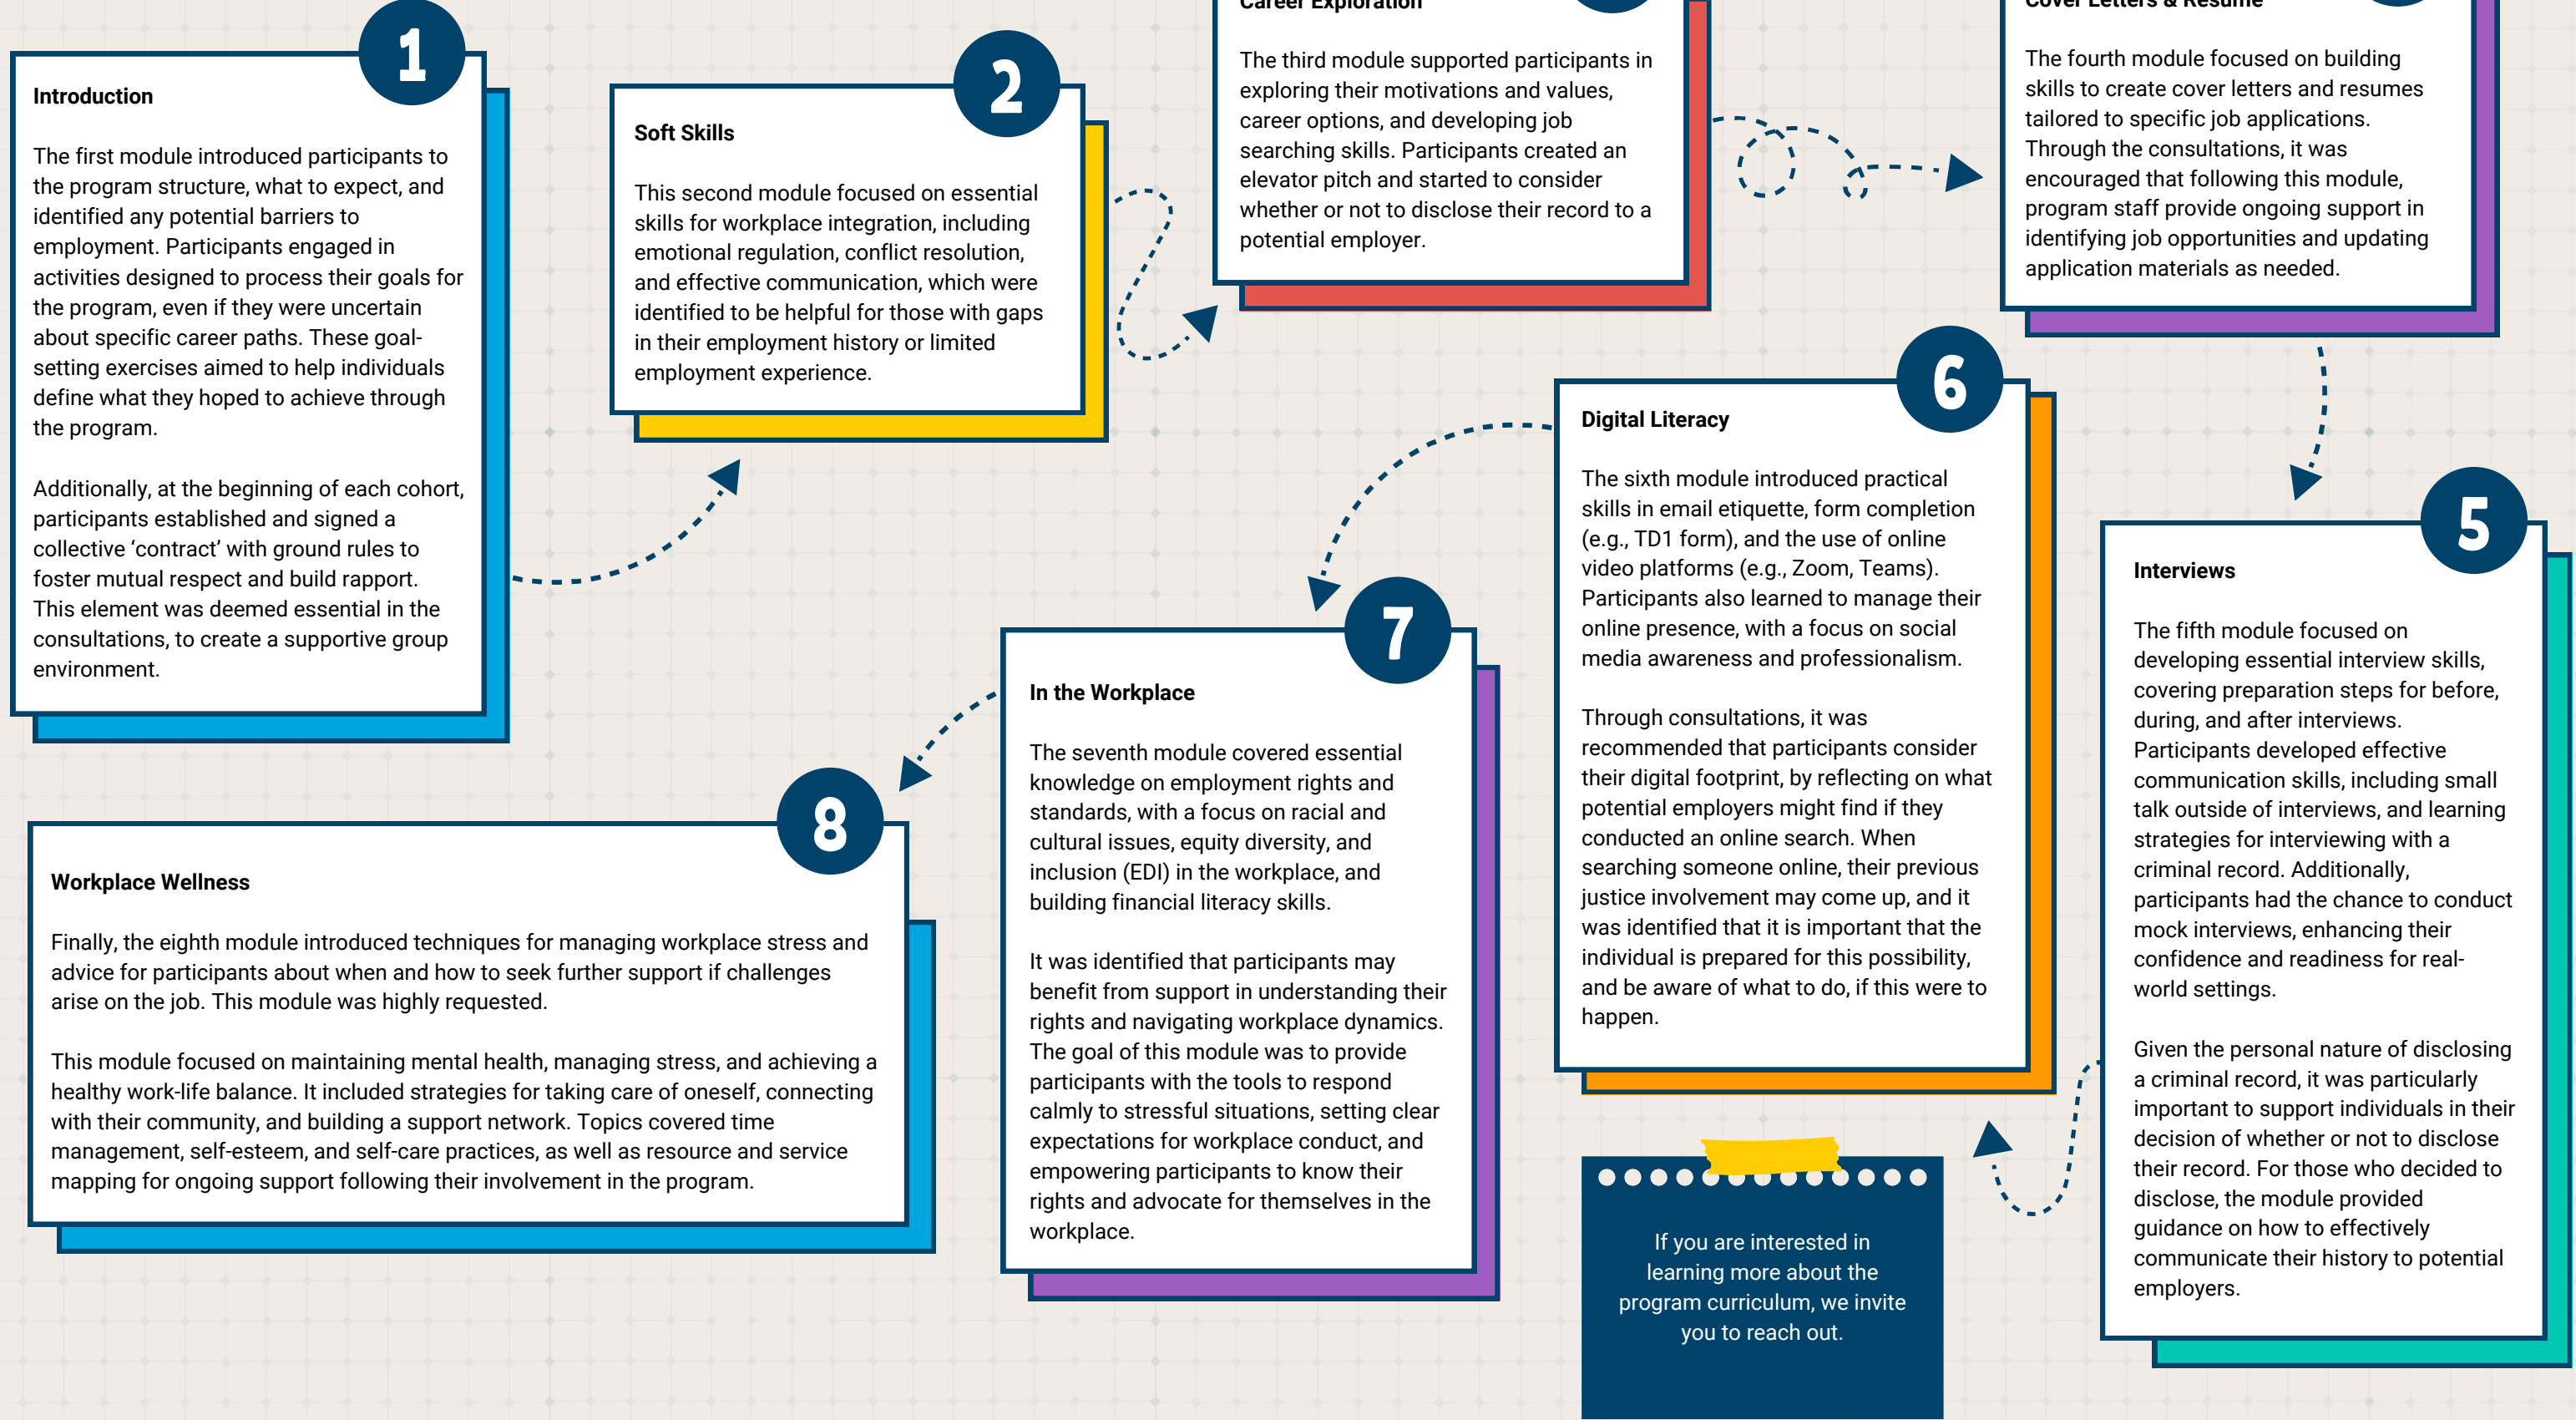 1
Introduction
The first module introduced participants to
the program structure, what to expect, and
identified any potential barriers to
employment. Participants engaged in
activities designed to process their goals for
the program, even if they were uncertain
about specific career paths. These goal-
setting exercises aimed to help individuals
define what they hoped to achieve through
the program.
Additionally, at the beginning of each cohort,
participants established and signed a
collective ‘contract’ with ground rules to
foster mutual respect and build rapport.
This element was deemed essential in the
consultations, to create a supportive group
environment.
2
Soft Skills
This second module focused on essential
skills for workplace integration, including
emotional regulation, conflict resolution,
and effective communication, which were
identified to be helpful for those with gaps
in their employment history or limited
employment experience.
Career Exploration
The third module supported participants in
exploring their motivations and values,
career options, and developing job
searching skills. Participants created an
elevator pitch and started to consider
whether or not to disclose their record to a
potential employer.
Cover Letters & Resume
The fourth module focused on building
skills to create cover letters and resumes
tailored to specific job applications.
Through the consultations, it was
encouraged that following this module,
program staff provide ongoing support in
identifying job opportunities and updating
application materials as needed.
5
Interviews
The fifth module focused on
developing essential interview skills,
covering preparation steps for before,
during, and after interviews.
Participants developed effective
communication skills, including small
talk outside of interviews, and learning
strategies for interviewing with a
criminal record. Additionally,
participants had the chance to conduct
mock interviews, enhancing their
confidence and readiness for real-
world settings.
Given the personal nature of disclosing
a criminal record, it was particularly
important to support individuals in their
decision of whether or not to disclose
their record. For those who decided to
disclose, the module provided
guidance on how to effectively
communicate their history to potential
employers.
6
Digital Literacy
The sixth module introduced practical
skills in email etiquette, form completion
(e.g., TD1 form), and the use of online
video platforms (e.g., Zoom, Teams).
Participants also learned to manage their
online presence, with a focus on social
media awareness and professionalism.
Through consultations, it was
recommended that participants consider
their digital footprint, by reflecting on what
potential employers might find if they
conducted an online search. When
searching someone online, their previous
justice involvement may come up, and it
was identified that it is important that the
individual is prepared for this possibility,
and be aware of what to do, if this were to
happen.
7
In the Workplace
The seventh module covered essential
knowledge on employment rights and
standards, with a focus on racial and
cultural issues, equity diversity, and
inclusion (EDI) in the workplace, and
building financial literacy skills.
It was identified that participants may
benefit from support in understanding their
rights and navigating workplace dynamics.
The goal of this module was to provide
participants with the tools to respond
calmly to stressful situations, setting clear
expectations for workplace conduct, and
empowering participants to know their
rights and advocate for themselves in the
workplace.
8
Workplace Wellness
Finally, the eighth module introduced techniques for managing workplace stress and
advice for participants about when and how to seek further support if challenges
arise on the job. This module was highly requested.
This module focused on maintaining mental health, managing stress, and achieving a
healthy work-life balance. It included strategies for taking care of oneself, connecting
with their community, and building a support network. Topics covered time
management, self-esteem, and self-care practices, as well as resource and service
mapping for ongoing support following their involvement in the program.
If you are interested in
learning more about the
program curriculum, we invite
you to reach out.